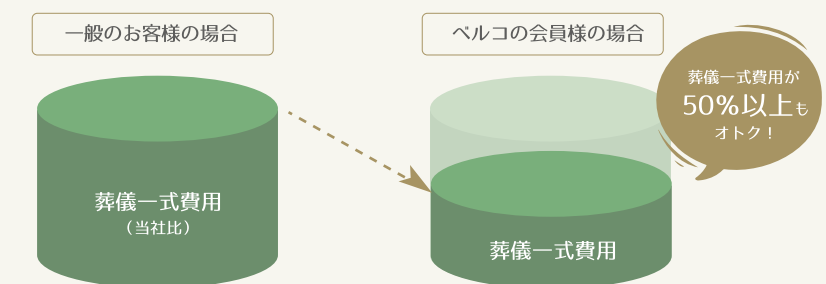 一般のお客様の場合
ベルコの会員様の場合
葬儀一式費用が
50%以上も
オトク！
葬儀一式費用
（当社比）
葬儀一式費用